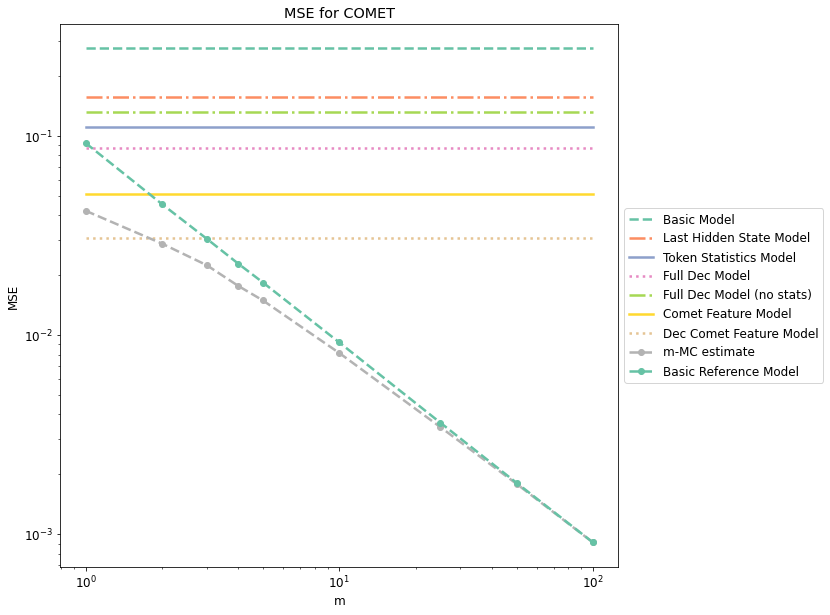 MSE for COMET
MSE
10⁻¹
10⁻²
10⁻³
10⁰
10¹
10²
m
Basic Model
Last Hidden State Model
Token Statistics Model
Full Dec Model
Full Dec Model (no stats)
Comet Feature Model
Dec Comet Feature Model
m-MC estimate
Basic Reference Model